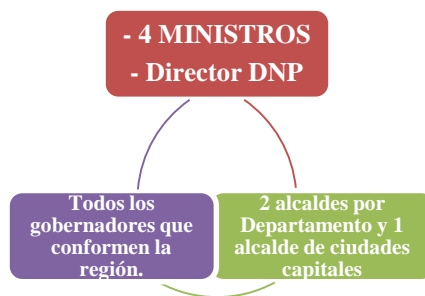 - 4 MINISTROS
- Director DNP
Todos los
gobernadores que
conformen la
región.
2 alcaldes por
Departamento y 1
alcalde de ciudades
capitales